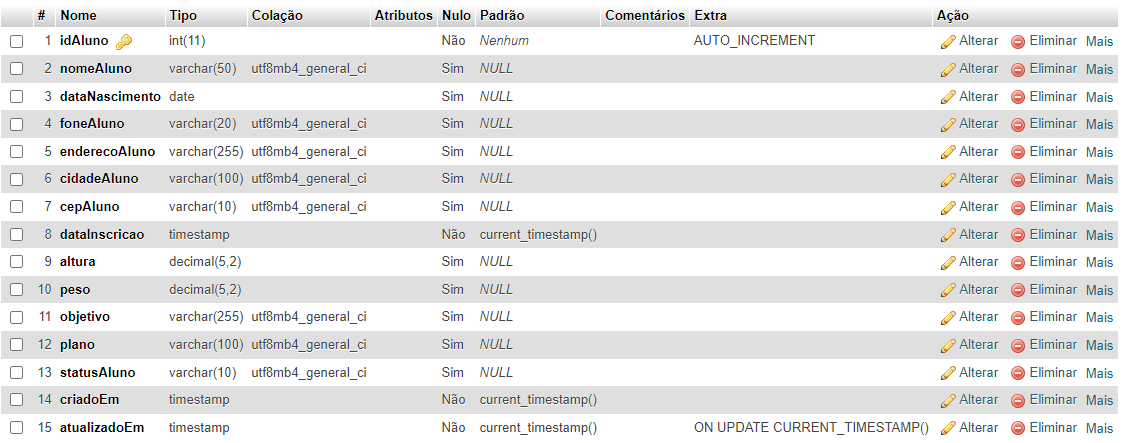 # Nome Tipo Colação Atributos Nulo Padrão Comentários Extra Ação
1 idAluno int(11) Não Nenhum AUTO_INCREMENT Alterar Eliminar Mais
2 nomeAluno varchar(50) utf8mb4_general_ci Sim NULL Alterar Eliminar Mais
3 dataNascimento date Sim NULL Alterar Eliminar Mais
4 foneAluno varchar(20) utf8mb4_general_ci Sim NULL Alterar Eliminar Mais
5 enderecoAluno varchar(255) utf8mb4_general_ci Sim NULL Alterar Eliminar Mais
6 cidadeAluno varchar(100) utf8mb4_general_ci Sim NULL Alterar Eliminar Mais
7 cepAluno varchar(10) utf8mb4_general_ci Sim NULL Alterar Eliminar Mais
8 dataInscricao timestamp Não current_timestamp() Alterar Eliminar Mais
9 altura decimal(5,2) Sim NULL Alterar Eliminar Mais
10 peso decimal(5,2) Sim NULL Alterar Eliminar Mais
11 objetivo varchar(255) utf8mb4_general_ci Sim NULL Alterar Eliminar Mais
12 plano varchar(100) utf8mb4_general_ci Sim NULL Alterar Eliminar Mais
13 statusAluno varchar(10) utf8mb4_general_ci Sim NULL Alterar Eliminar Mais
14 criadoEm timestamp Não current_timestamp() Alterar Eliminar Mais
15 atualizadoEm timestamp Não current_timestamp() ON UPDATE CURRENT_TIMESTAMP() Alterar Eliminar Mais